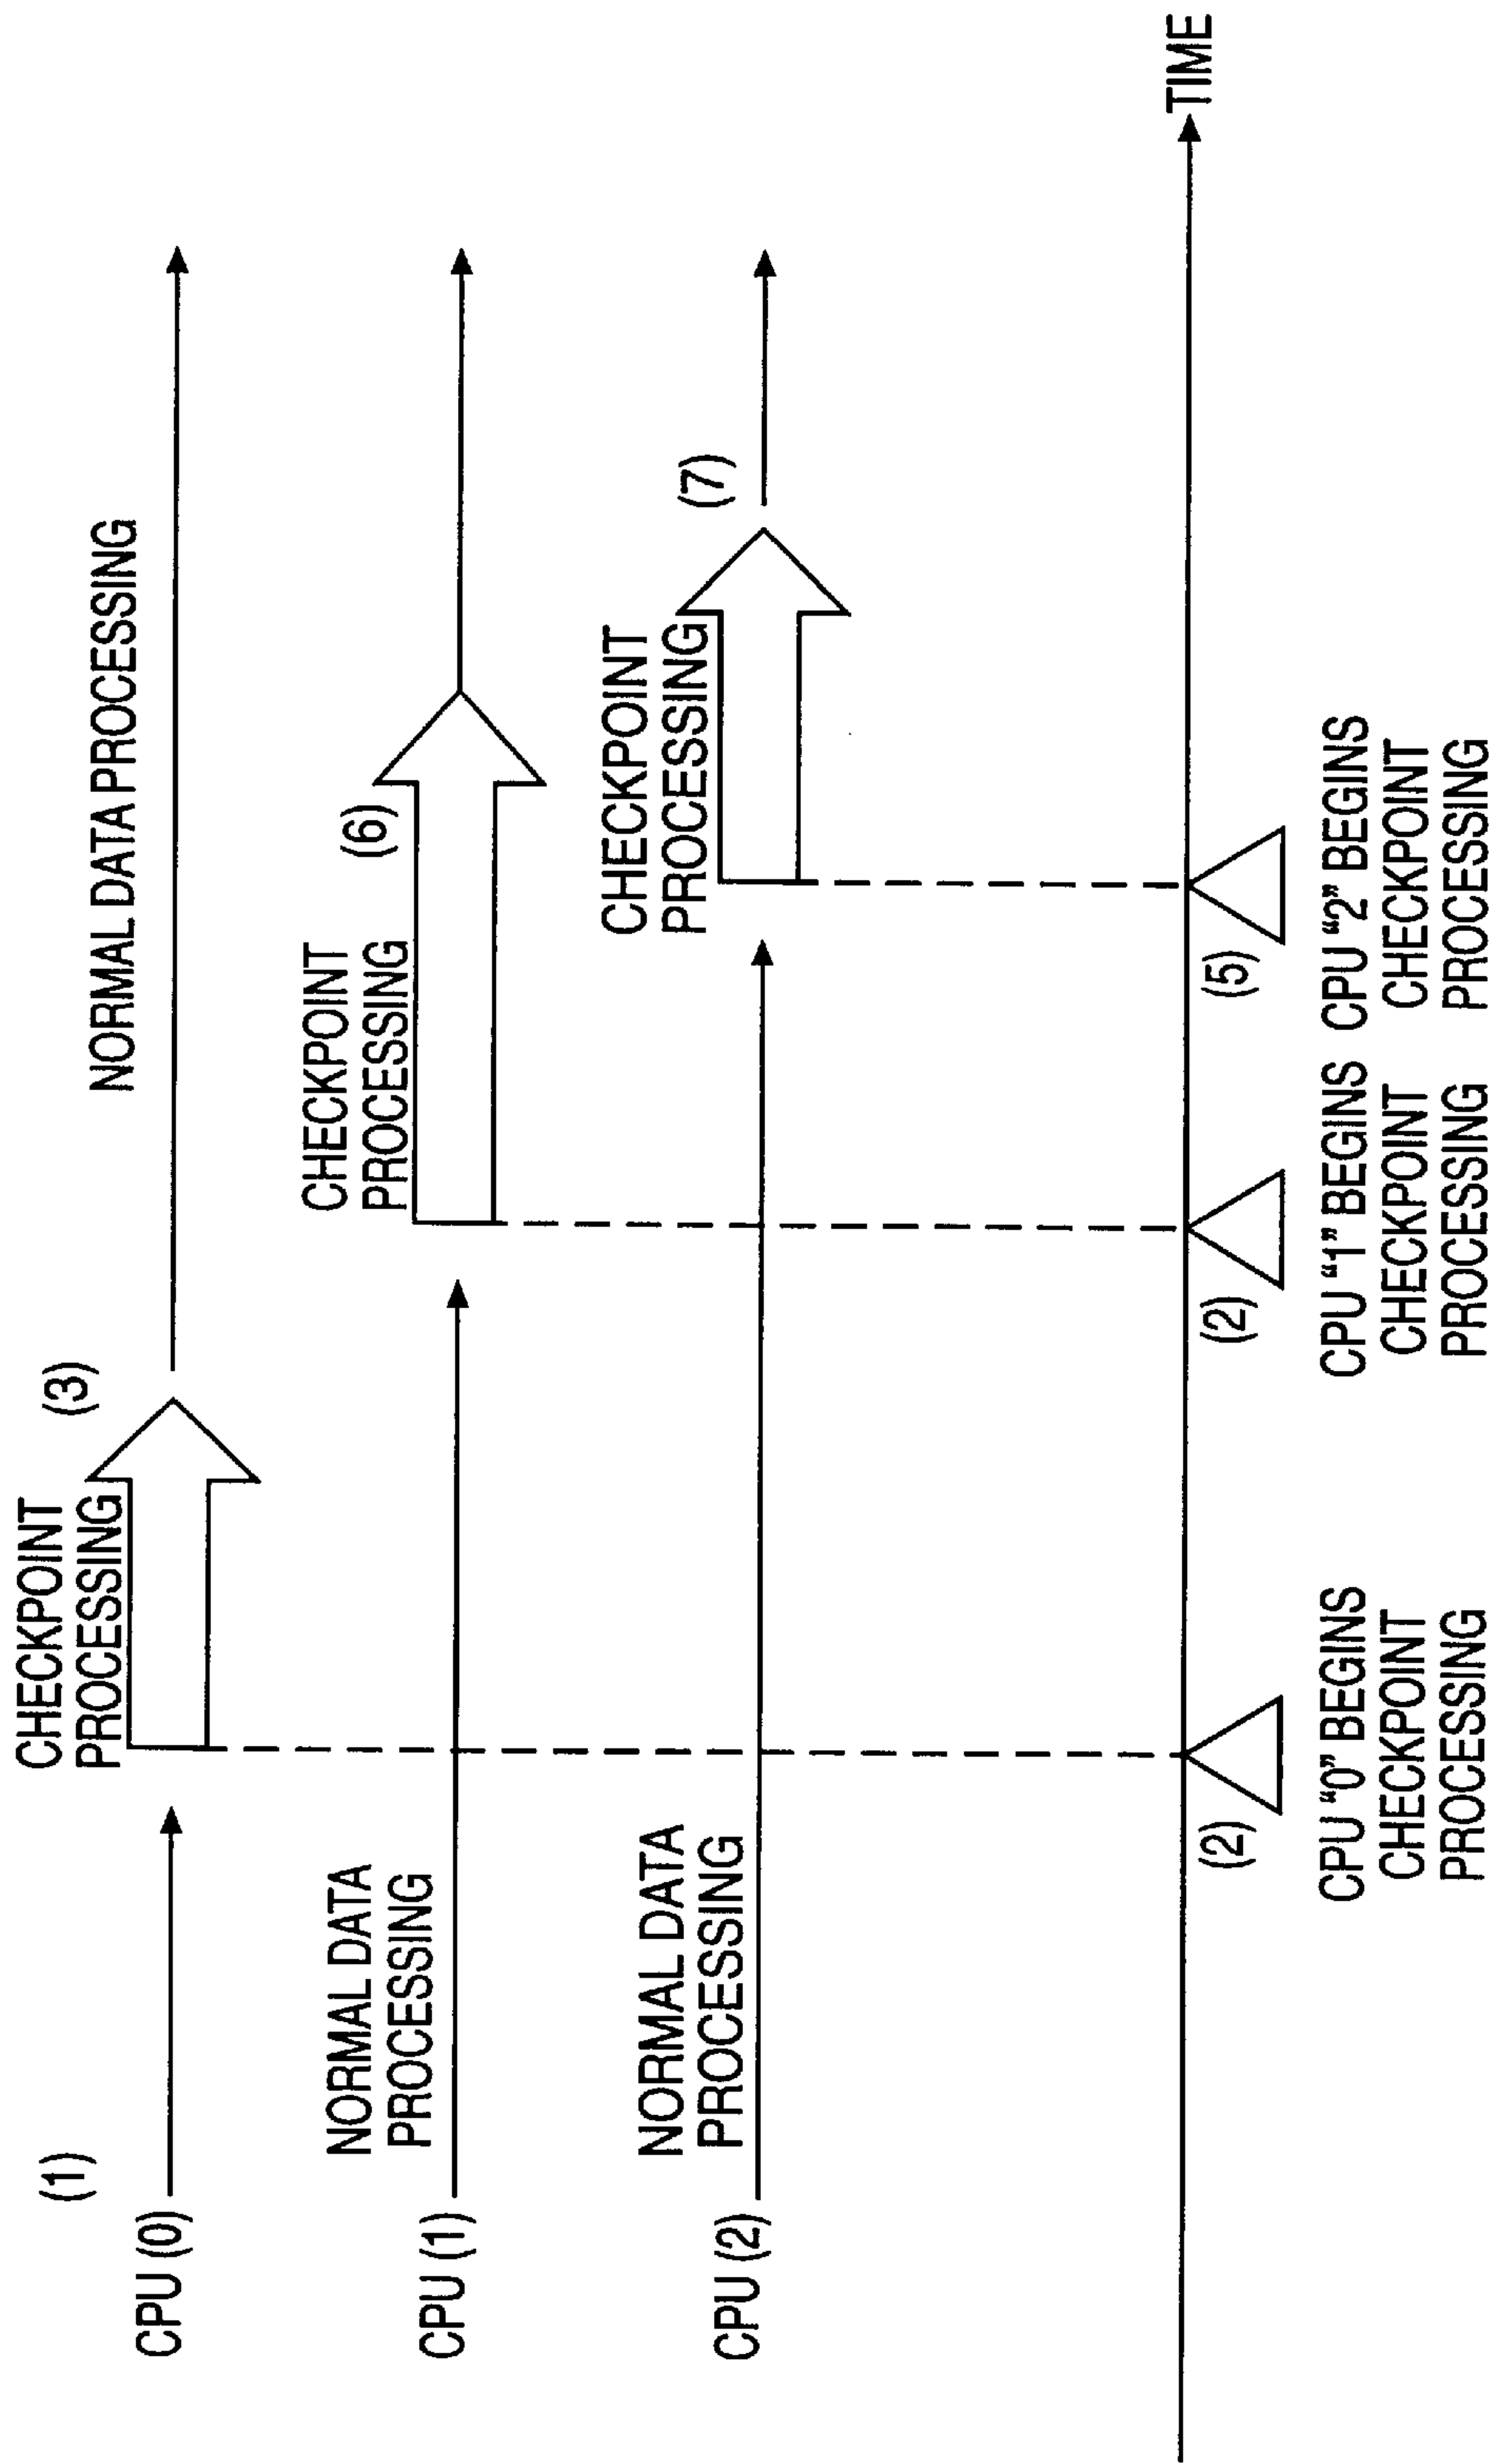 CHECKPOINT
PROCESSING
(1)
(3)
NORMAL DATA PROCESSING
CPU (0)
CHECKPOINT
PROCESSING
(6)
NORMAL DATA
PROCESSING
CPU (1)
CHECKPOINT
PROCESSING
(7)
NORMAL DATA
PROCESSING
CPU (2)
TIME
(2)
(2)
(5)
CPU “0” BEGINS
CHECKPOINT
PROCESSING
CPU “1” BEGINS
CHECKPOINT
PROCESSING
CPU “2” BEGINS
CHECKPOINT
PROCESSING